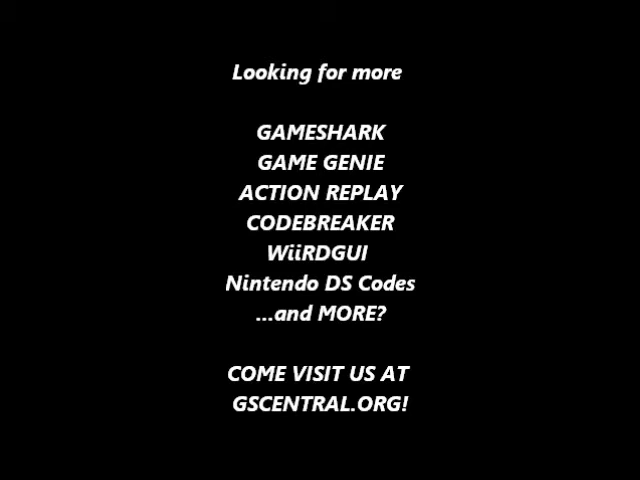 Looking for more
GAMESHARK
GAME GENIE
ACTION REPLAY
CODEBREAKER
WiiRDGUI
Nintendo DS Codes
...and MORE?
COME VISIT US AT
GSCENTRAL.ORG!